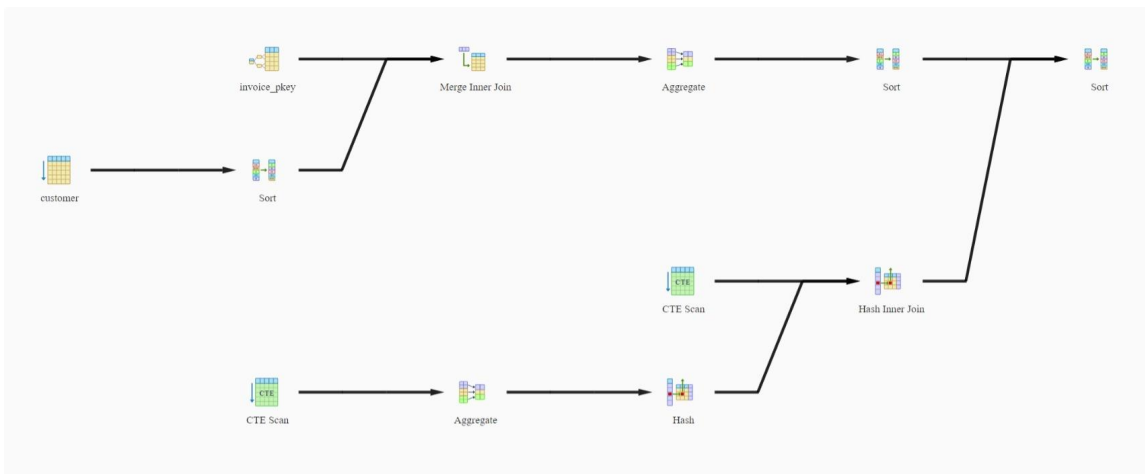 invoice_pkey
Merge Inner Join
Aggregate
Sort
Sort
customer
Sort
CTE
CTE Scan
Hash Inner Join
CTE
CTE Scan
Aggregate
Hash